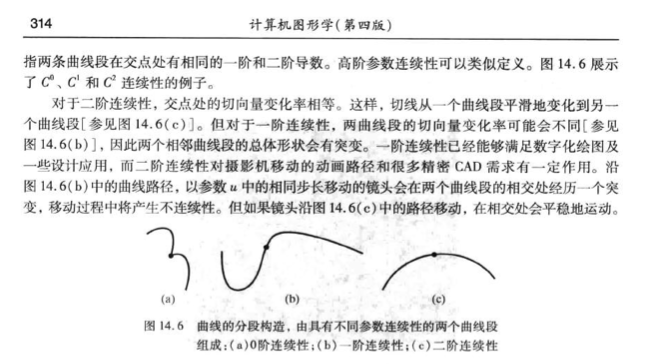 314
计算机图形学(第四版)
指两条曲线段在交点处有相同的一阶和二阶导数。高阶参数连续性可以类似定义。图 14.6 展示
了 C⁰、C¹ 和 C² 连续性的例子。
对于二阶连续性，交点处的切向量变化率相等。这样，切线从一个曲线段平滑地变化到另一
个曲线段[参见图 14.6(c)]。但对于一阶连续性，两曲线段的切向量变化率可能会不同[参见
图 14.6(b)]，因此两个相邻曲线段的总体形状会有突变。一阶连续性已经能够满足数字化绘图及
一些设计应用，而二阶连续性对摄影机移动的动画路径和很多精密 CAD 需求有一定作用。沿
图 14.6(b)中的曲线路径，以参数 u 中的相同步长移动的镜头会在两个曲线段的相交处经历一个突
变，移动过程中将产生不连续性。但如果镜头沿图 14.6(c)中的路径移动，在相交处会平稳地运动。
(a)
(b)
(c)
图 14.6 曲线的分段构造，由具有不同参数连续性的两个曲线段
组成：(a)0阶连续性；(b)一阶连续性；(c)二阶连续性